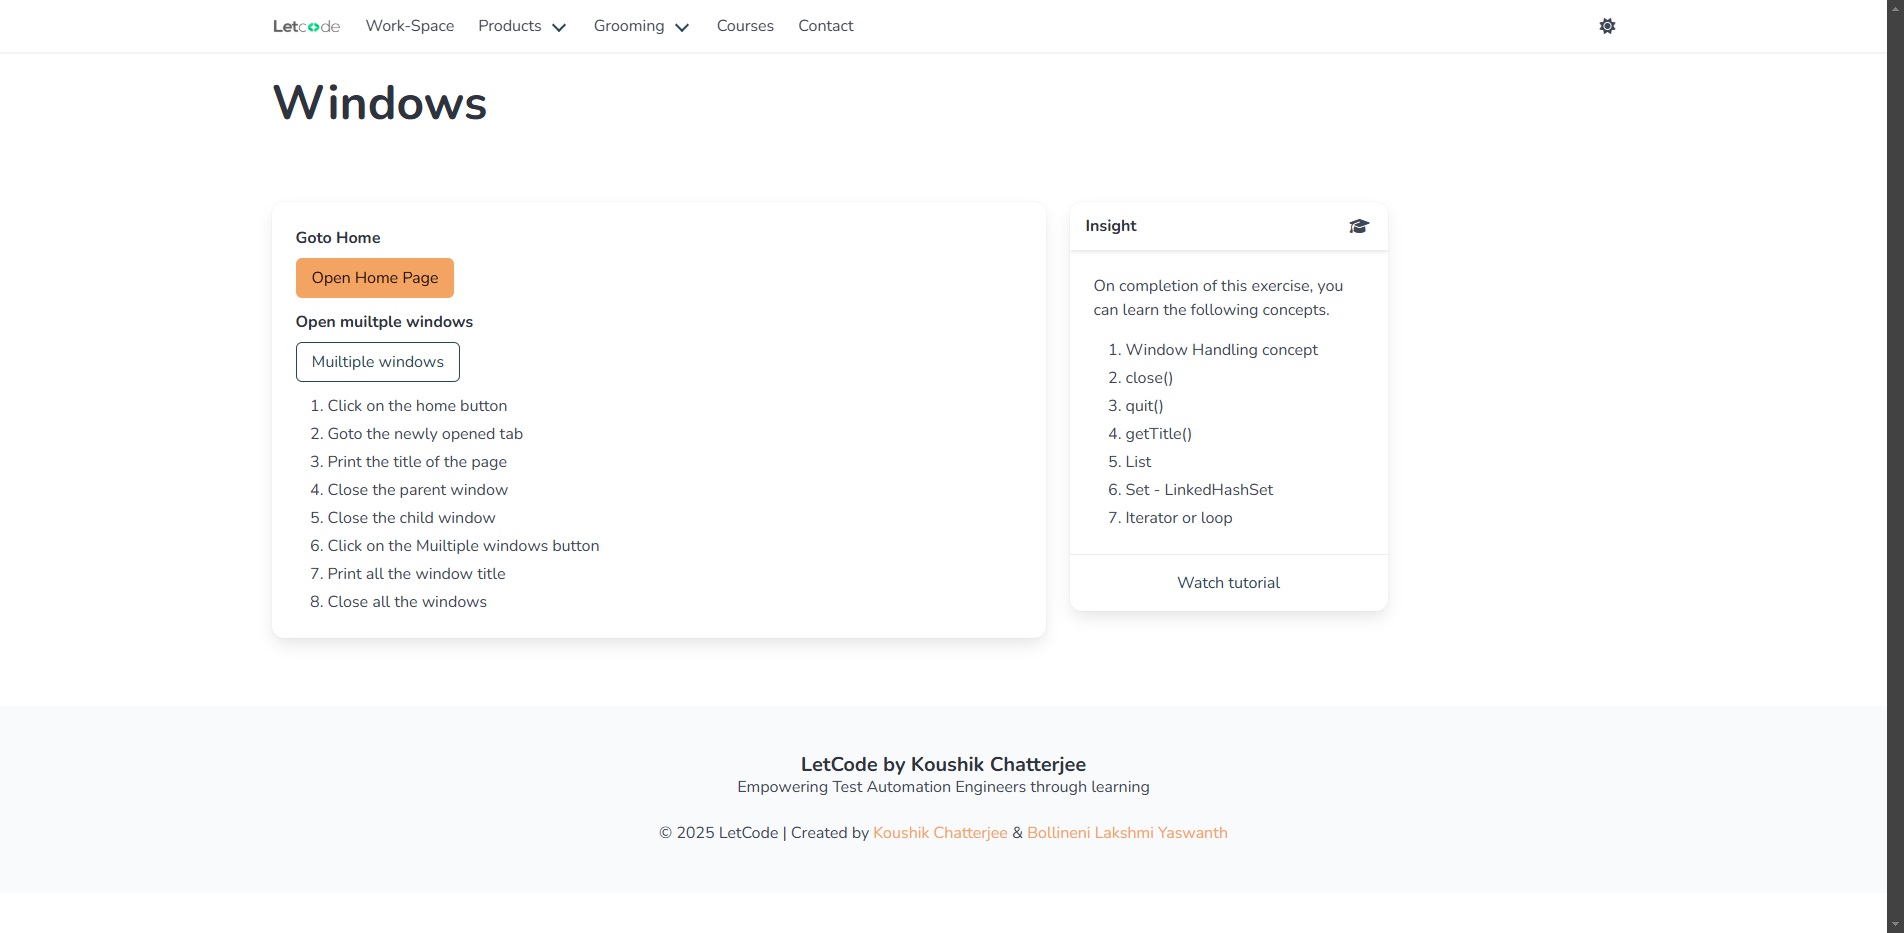 Letcode Work-Space Products Grooming Courses Contact
Windows
Goto Home
Open Home Page
Open muiltple windows
Muiltiple windows
1. Click on the home button
2. Goto the newly opened tab
3. Print the title of the page
4. Close the parent window
5. Close the child window
6. Click on the Muiltiple windows button
7. Print all the window title
8. Close all the windows
Insight
On completion of this exercise, you
can learn the following concepts.
1. Window Handling concept
2. close()
3. quit()
4. getTitle()
5. List
6. Set - LinkedHashSet
7. Iterator or loop
Watch tutorial
LetCode by Koushik Chatterjee
Empowering Test Automation Engineers through learning
© 2025 LetCode | Created by Koushik Chatterjee & Bollineni Lakshmi Yaswanth